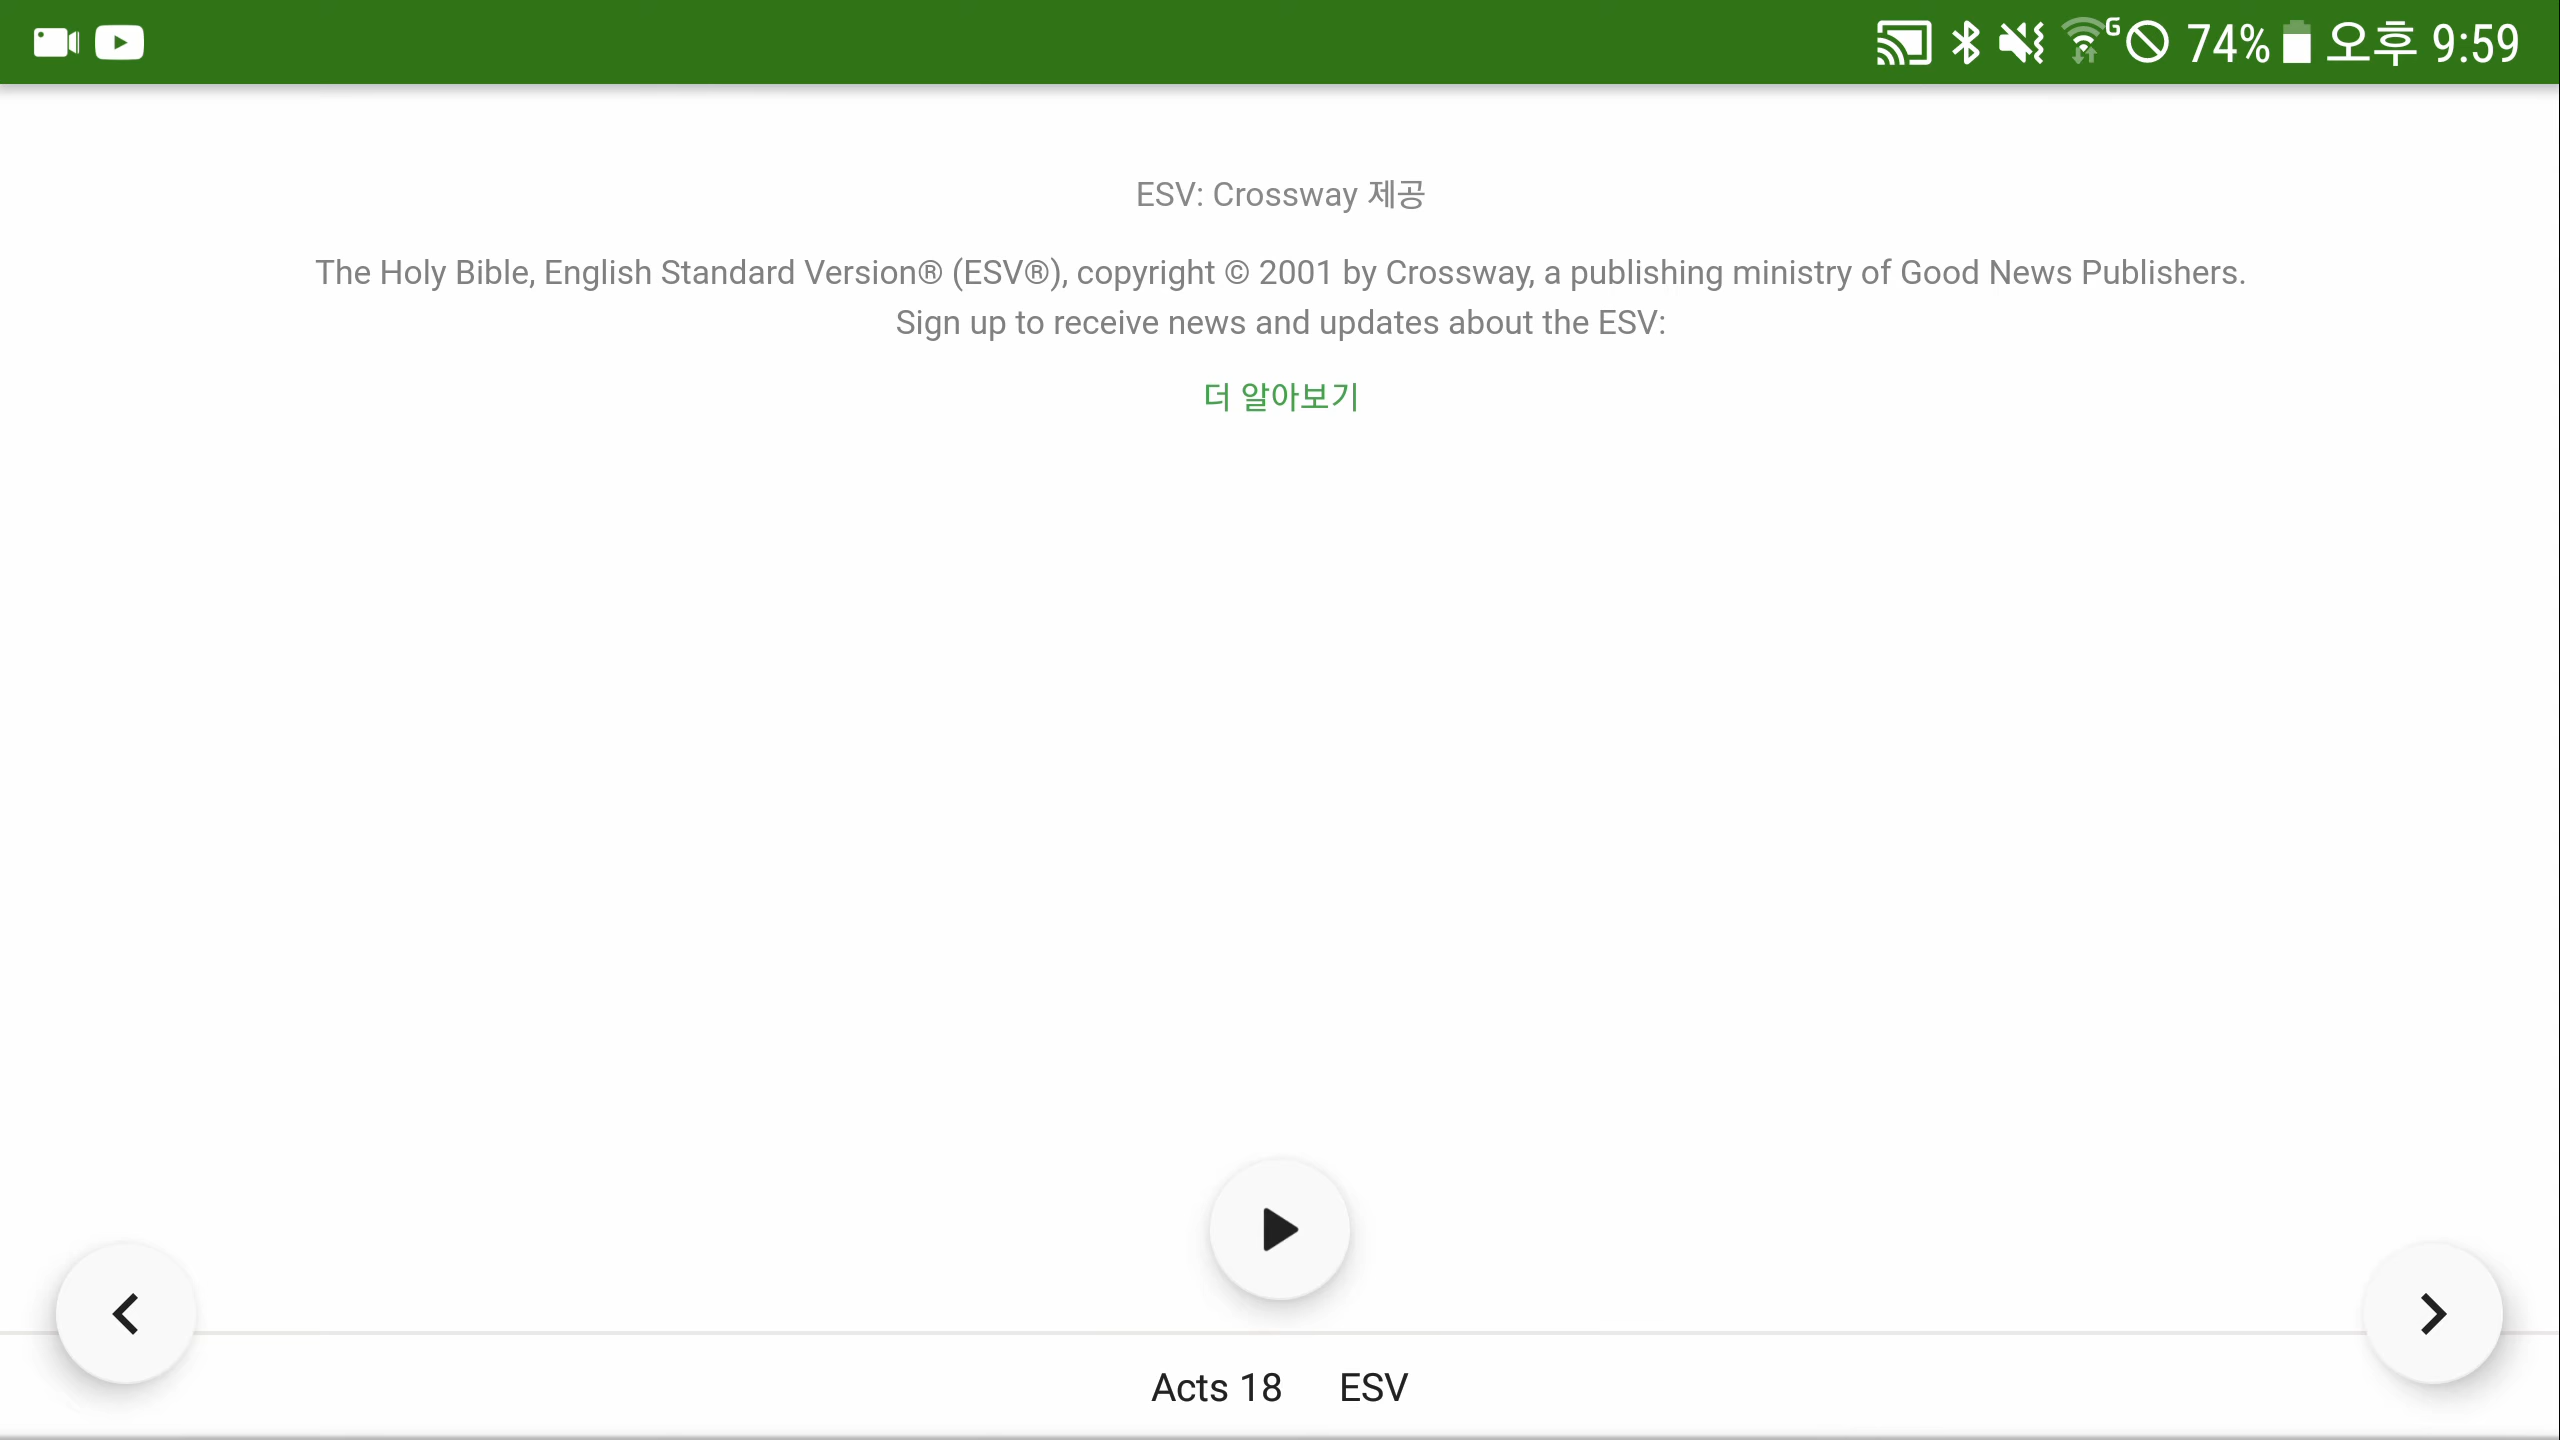 74% 오후 9:59
ESV: Crossway 제공
The Holy Bible, English Standard Version® (ESV®), copyright © 2001 by Crossway, a publishing ministry of Good News Publishers.
Sign up to receive news and updates about the ESV:
더 알아보기
Acts 18 ESV